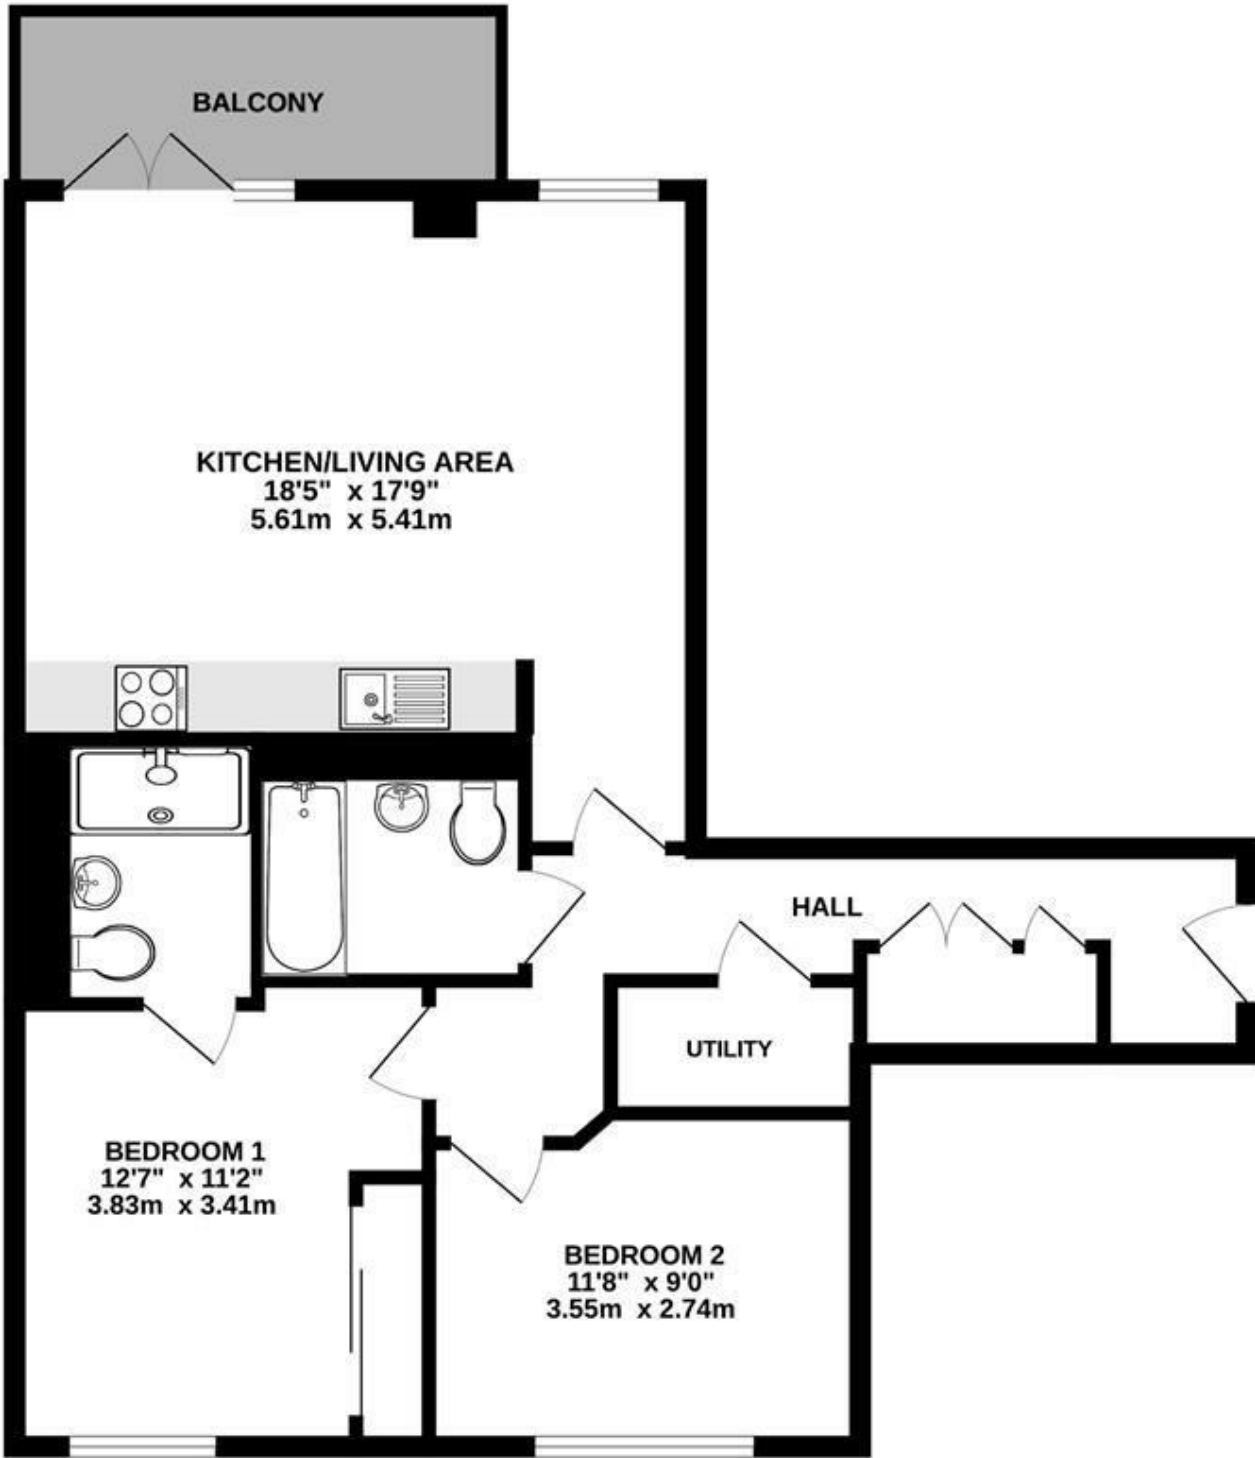 BALCONY
KITCHEN/LIVING AREA
18'5" x 17'9"
5.61m x 5.41m
HALL
UTILITY
BEDROOM 1
12'7" x 11'2"
3.83m x 3.41m
BEDROOM 2
11'8" x 9'0"
3.55m x 2.74m